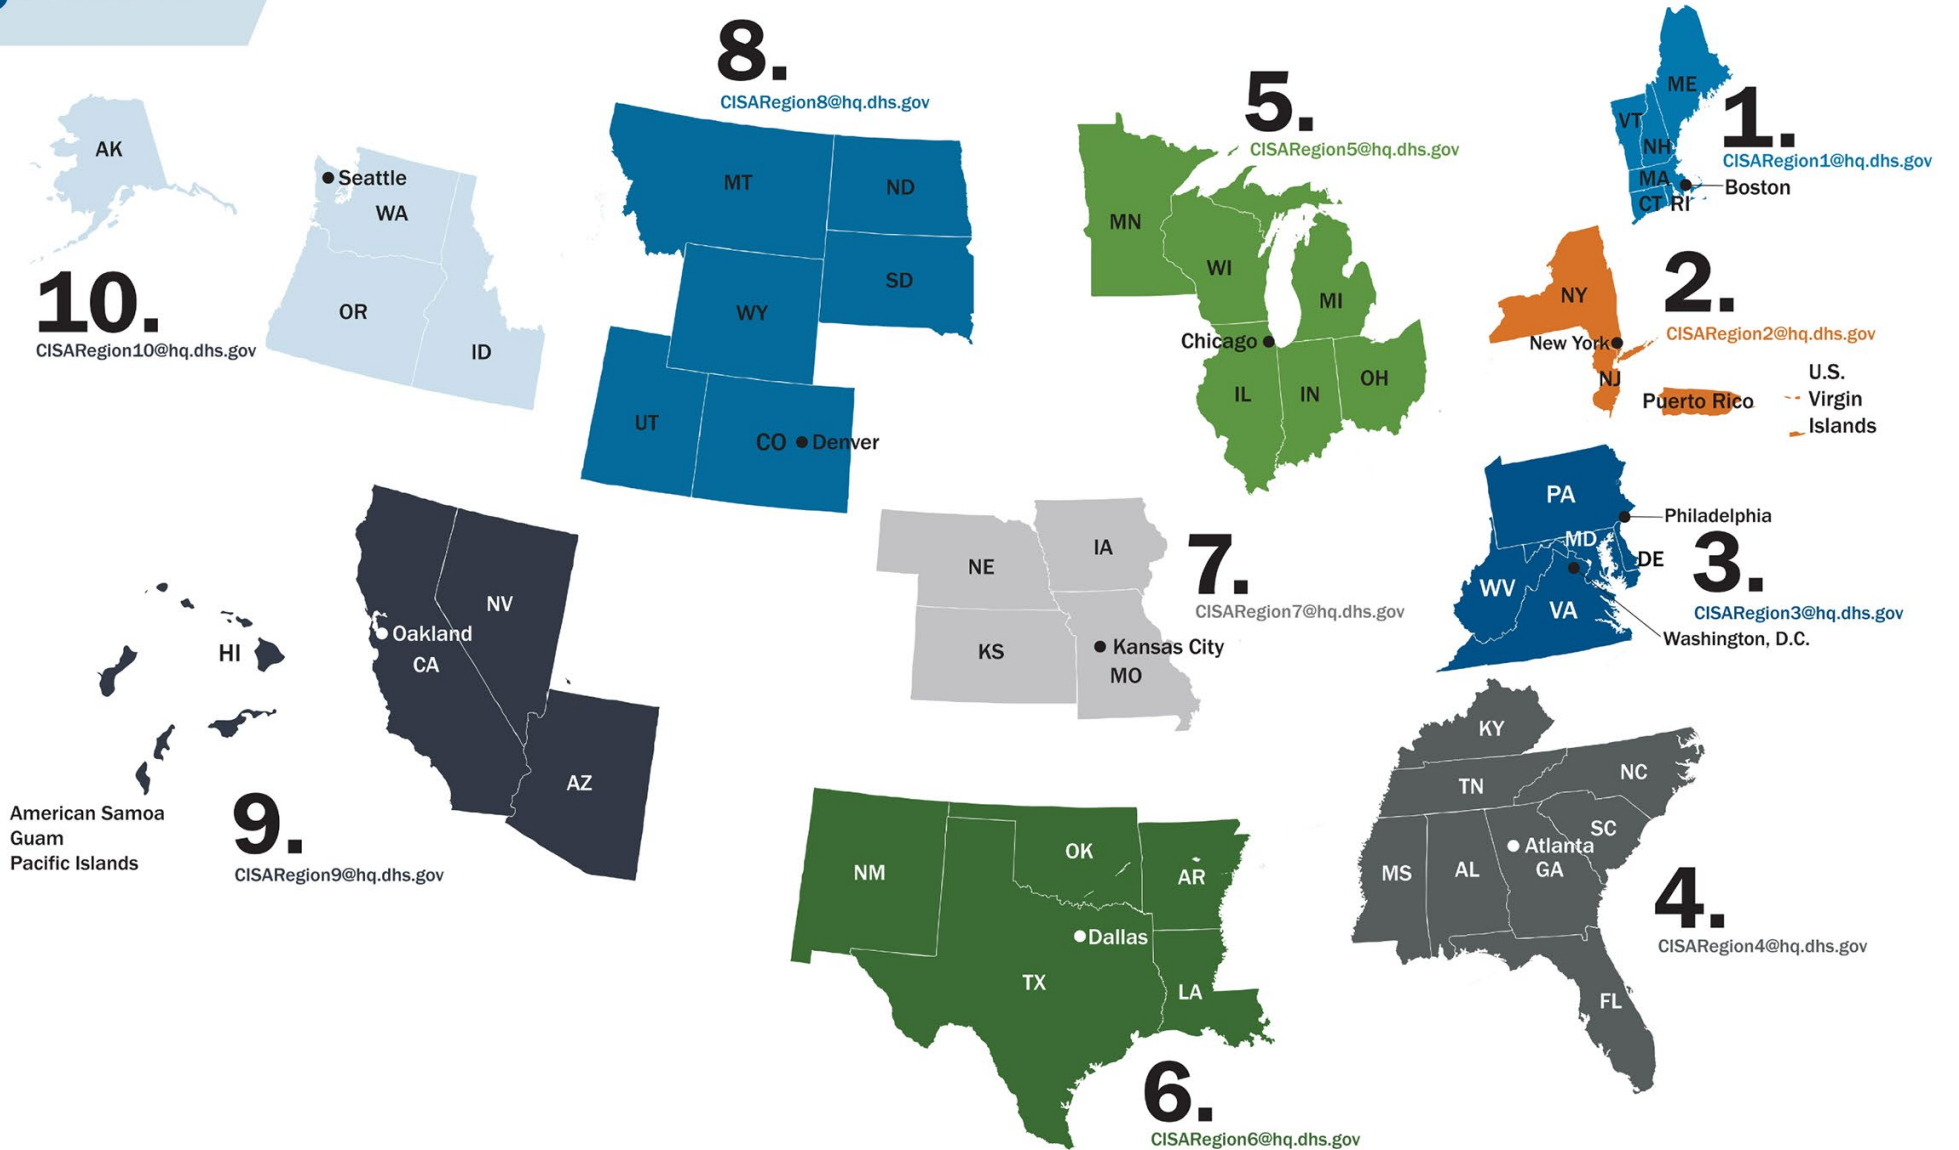 8.
CISARegion8@hq.dhs.gov
MT
ND
SD
WY
UT
CO
Denver
5.
CISARegion5@hq.dhs.gov
MN
WI
MI
Chicago
IL
IN
OH
1.
CISARegion1@hq.dhs.gov
ME
VT
NH
MA
CT
RI
Boston
2.
CISARegion2@hq.dhs.gov
NY
New York
NJ
Puerto Rico
U.S.
Virgin
Islands
AK
Seattle
WA
OR
ID
10.
CISARegion10@hq.dhs.gov
PA
Philadelphia
MD
DE
WV
VA
3.
CISARegion3@hq.dhs.gov
Washington, D.C.
NE
IA
KS
Kansas City
MO
7.
CISARegion7@hq.dhs.gov
HI
Oakland
CA
NV
AZ
American Samoa
Guam
Pacific Islands
9.
CISARegion9@hq.dhs.gov
KY
TN
NC
SC
MS
AL
Atlanta
GA
FL
4.
CISARegion4@hq.dhs.gov
NM
OK
AR
Dallas
TX
LA
6.
CISARegion6@hq.dhs.gov